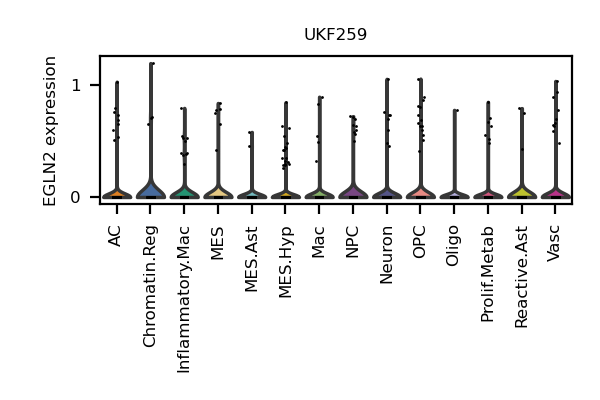 UKF259
EGLN2 expression
1
0
AC
Chromatin.Reg
Inflammatory.Mac
MES
MES.Ast
MES.Hyp
Mac
NPC
Neuron
OPC
Oligo
Prolif.Metab
Reactive.Ast
Vasc